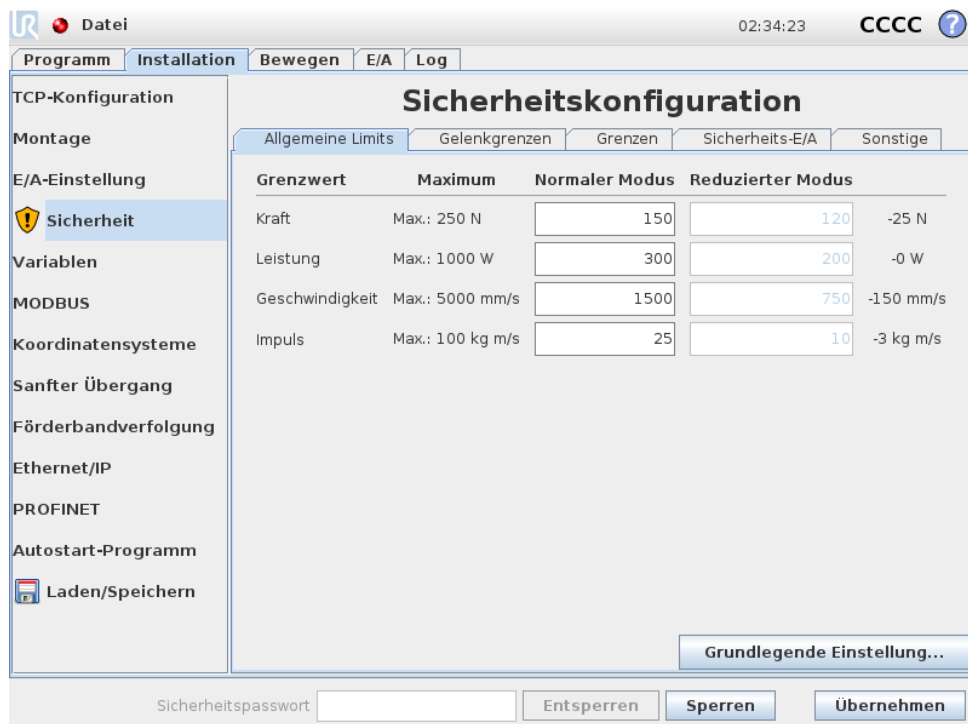 UR Datei 02:34:23 CCCC ?
Programm Installation Bewegen E/A Log
TCP-Konfiguration
Montage
E/A-Einstellung
Sicherheit
Variablen
MODBUS
Koordinatensysteme
Sanfter Übergang
Förderbandverfolgung
Ethernet/IP
PROFINET
Autostart-Programm
Laden/Speichern
Sicherheitskonfiguration
Allgemeine Limits Gelenkgrenzen Grenzen Sicherheits-E/A Sonstige
Grenzwert Maximum Normaler Modus Reduzierter Modus
Kraft Max.: 250 N 150 120 -25 N
Leistung Max.: 1000 W 300 200 -0 W
Geschwindigkeit Max.: 5000 mm/s 1500 750 -150 mm/s
Impuls Max.: 100 kg m/s 25 10 -3 kg m/s
Grundlegende Einstellung...
Sicherheitspasswort Entsperren Sperren Übernehmen